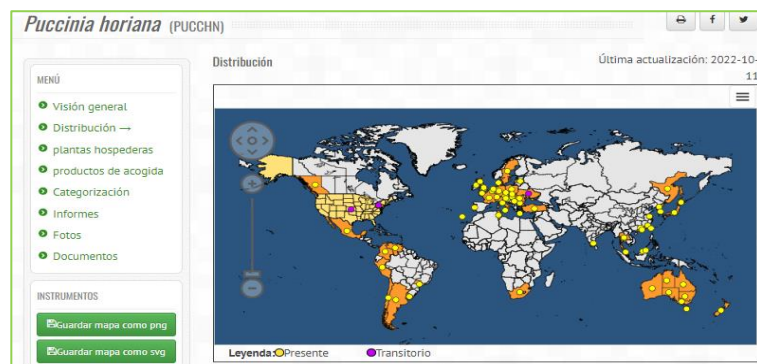 Puccinia horiana (PUCCHN)
MENÚ
Visión general
Distribución →
plantas hospederas
productos de acogida
Categorización
Informes
Fotos
Documentos
INSTRUMENTOS
Guardar mapa como png
Guardar mapa como svg
Distribución
Última actualización: 2022-10-
11
Leyenda: Presente Transitorio